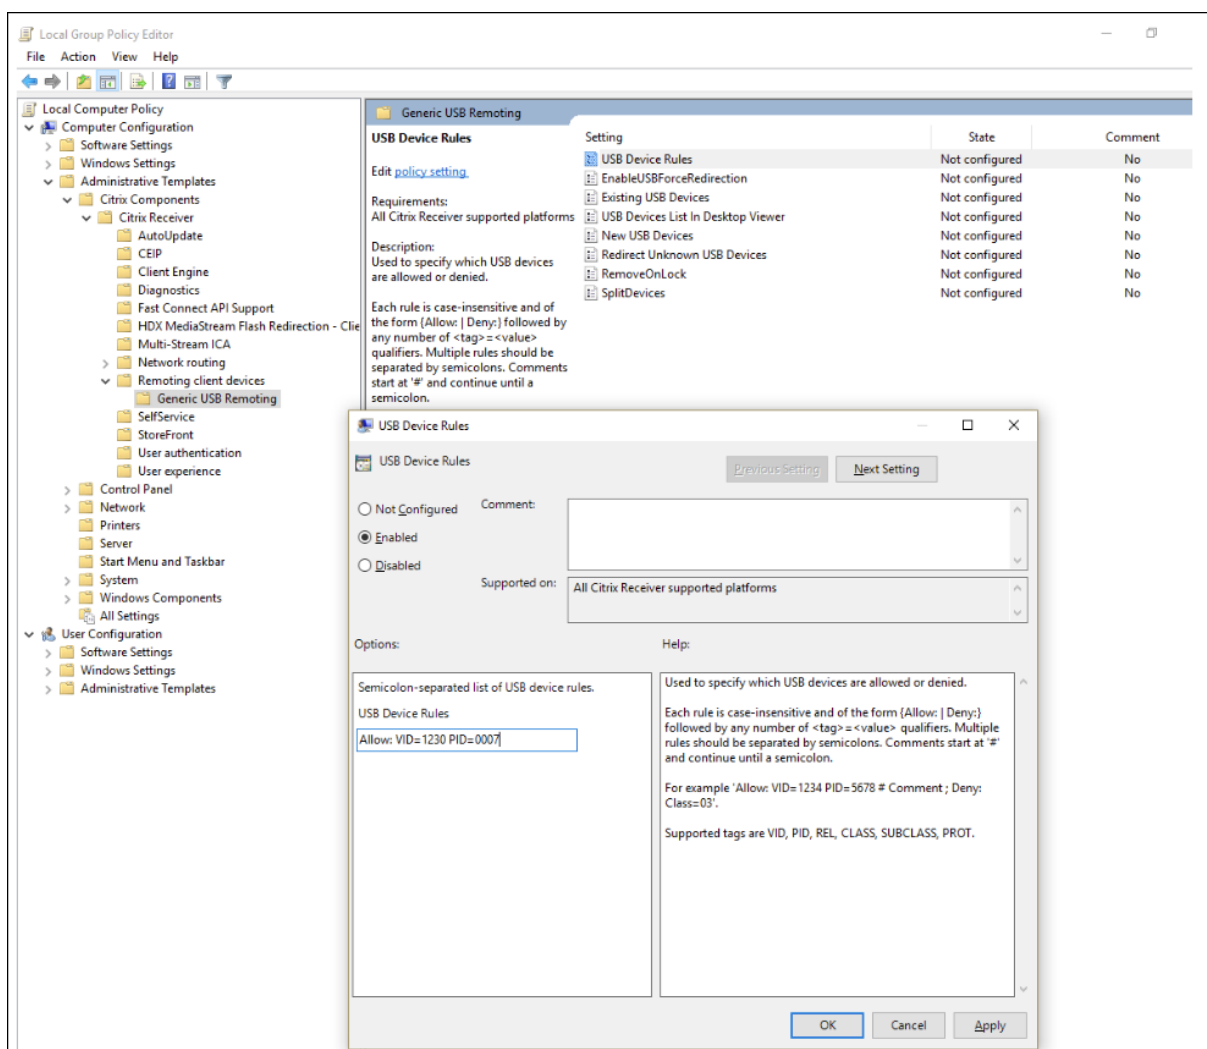 Local Group Policy Editor
File Action View Help
Local Computer Policy
Computer Configuration
Software Settings
Windows Settings
Administrative Templates
Citrix Components
Citrix Receiver
AutoUpdate
CEIP
Client Engine
Diagnostics
Fast Connect API Support
HDX MediaStream Flash Redirection - Clie
Multi-Stream ICA
Network routing
Remoting client devices
Generic USB Remoting
SelfService
StoreFront
User authentication
User experience
Control Panel
Network
Printers
Server
Start Menu and Taskbar
System
Windows Components
All Settings
User Configuration
Software Settings
Windows Settings
Administrative Templates
Generic USB Remoting
USB Device Rules
Edit policy setting
Requirements:
All Citrix Receiver supported platforms
Description:
Used to specify which USB devices
are allowed or denied.
Each rule is case-insensitive and of
the form {Allow: | Deny:} followed by
any number of <tag>=<value>
qualifiers. Multiple rules should be
separated by semicolons. Comments
start at '#' and continue until a
semicolon.
Setting State Comment
USB Device Rules Not configured No
EnableUSBForceRedirection Not configured No
Existing USB Devices Not configured No
USB Devices List In Desktop Viewer Not configured No
New USB Devices Not configured No
Redirect Unknown USB Devices Not configured No
RemoveOnLock Not configured No
SplitDevices Not configured No
USB Device Rules
USB Device Rules
Previous Setting Next Setting
Not Configured
Enabled
Disabled
Comment:
Supported on:
All Citrix Receiver supported platforms
Options:
Help:
Semicolon-separated list of USB device rules.
USB Device Rules
Allow: VID=1230 PID=0007
Used to specify which USB devices are allowed or denied.
Each rule is case-insensitive and of the form {Allow: | Deny:}
followed by any number of <tag>=<value> qualifiers. Multiple
rules should be separated by semicolons. Comments start at '#'
and continue until a semicolon.
For example 'Allow: VID=1234 PID=5678 # Comment ; Deny:
Class=03'.
Supported tags are VID, PID, REL, CLASS, SUBCLASS, PROT.
OK Cancel Apply